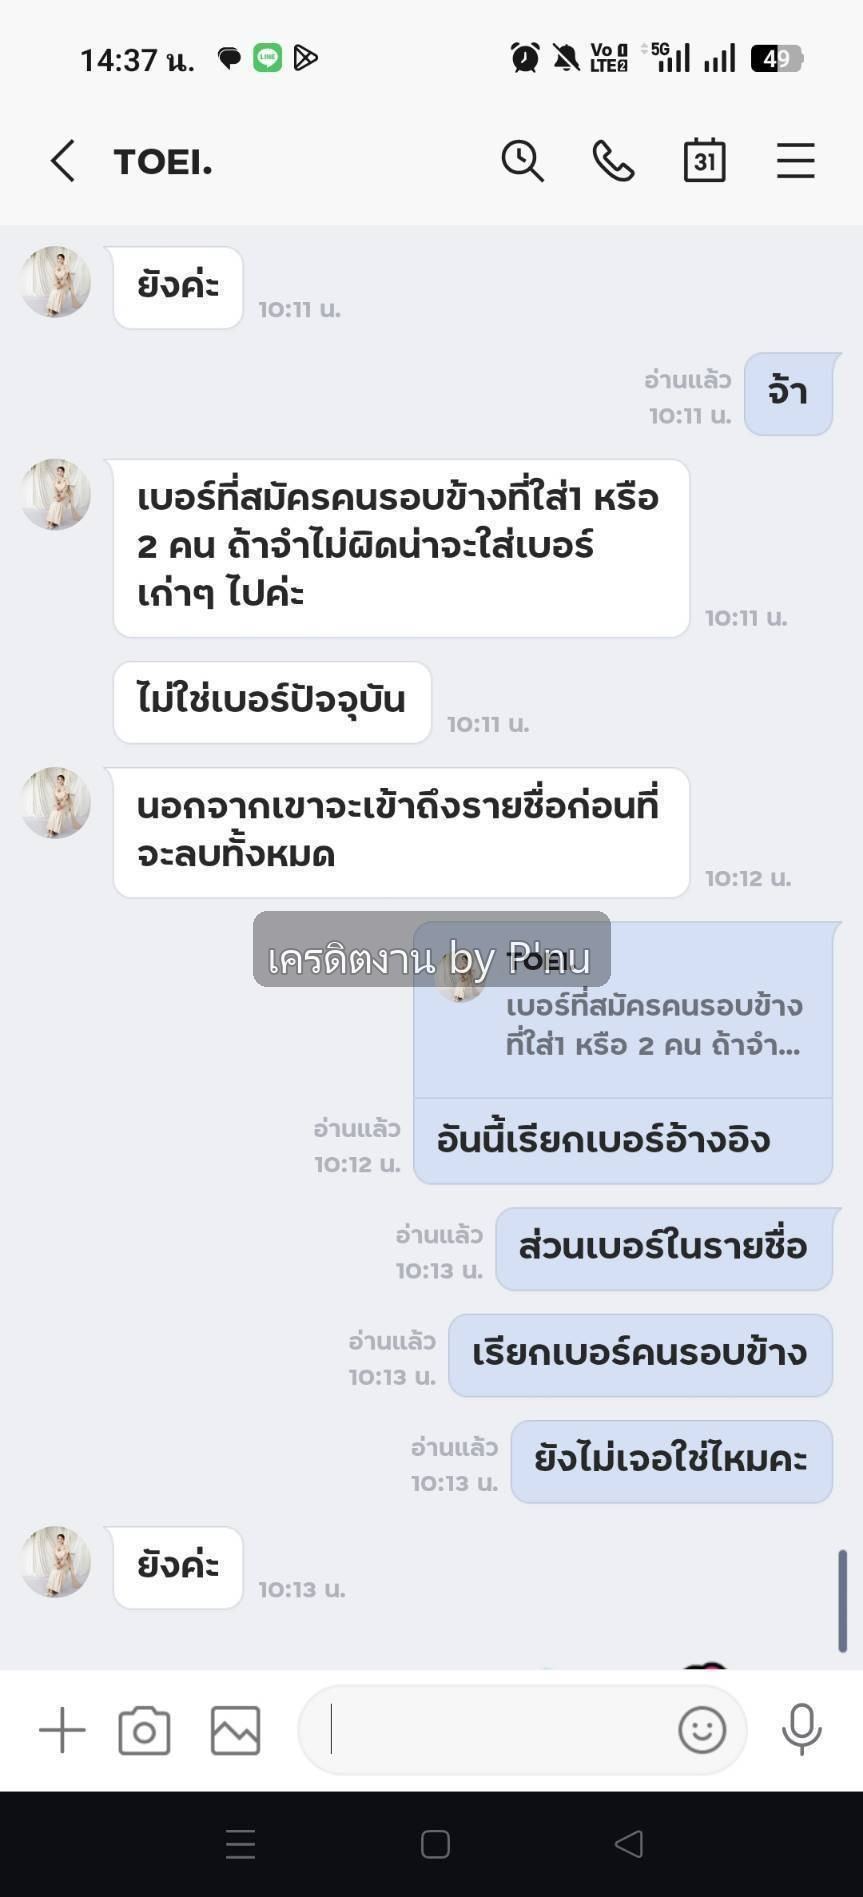 14:37 น.
LINE
Vo 1
LTE2
5G
49
TOEI.
31
ยังค่ะ
10:11 น.
อ่านแล้ว
10:11 น.
จ้า
เบอร์ที่สมัครคนรอบข้างที่ใส่1 หรือ
2 คน ถ้าจำไม่ผิดน่าจะใส่เบอร์
เก่าๆ ไปค่ะ
10:11 น.
ไม่ใช่เบอร์ปัจจุบัน
10:11 น.
นอกจากเขาจะเข้าถึงรายชื่อก่อนที่
จะลบทั้งหมด
10:12 น.
เครดิตงาน by P'nu
TOEI.
เบอร์ที่สมัครคนรอบข้าง
ที่ใส่1 หรือ 2 คน ถ้าจำ...
อ่านแล้ว
10:12 น.
อันนี้เรียกเบอร์อ้างอิง
อ่านแล้ว
10:13 น.
ส่วนเบอร์ในรายชื่อ
อ่านแล้ว
10:13 น.
เรียกเบอร์คนรอบข้าง
อ่านแล้ว
10:13 น.
ยังไม่เจอใช่ไหมคะ
ยังค่ะ
10:13 น.